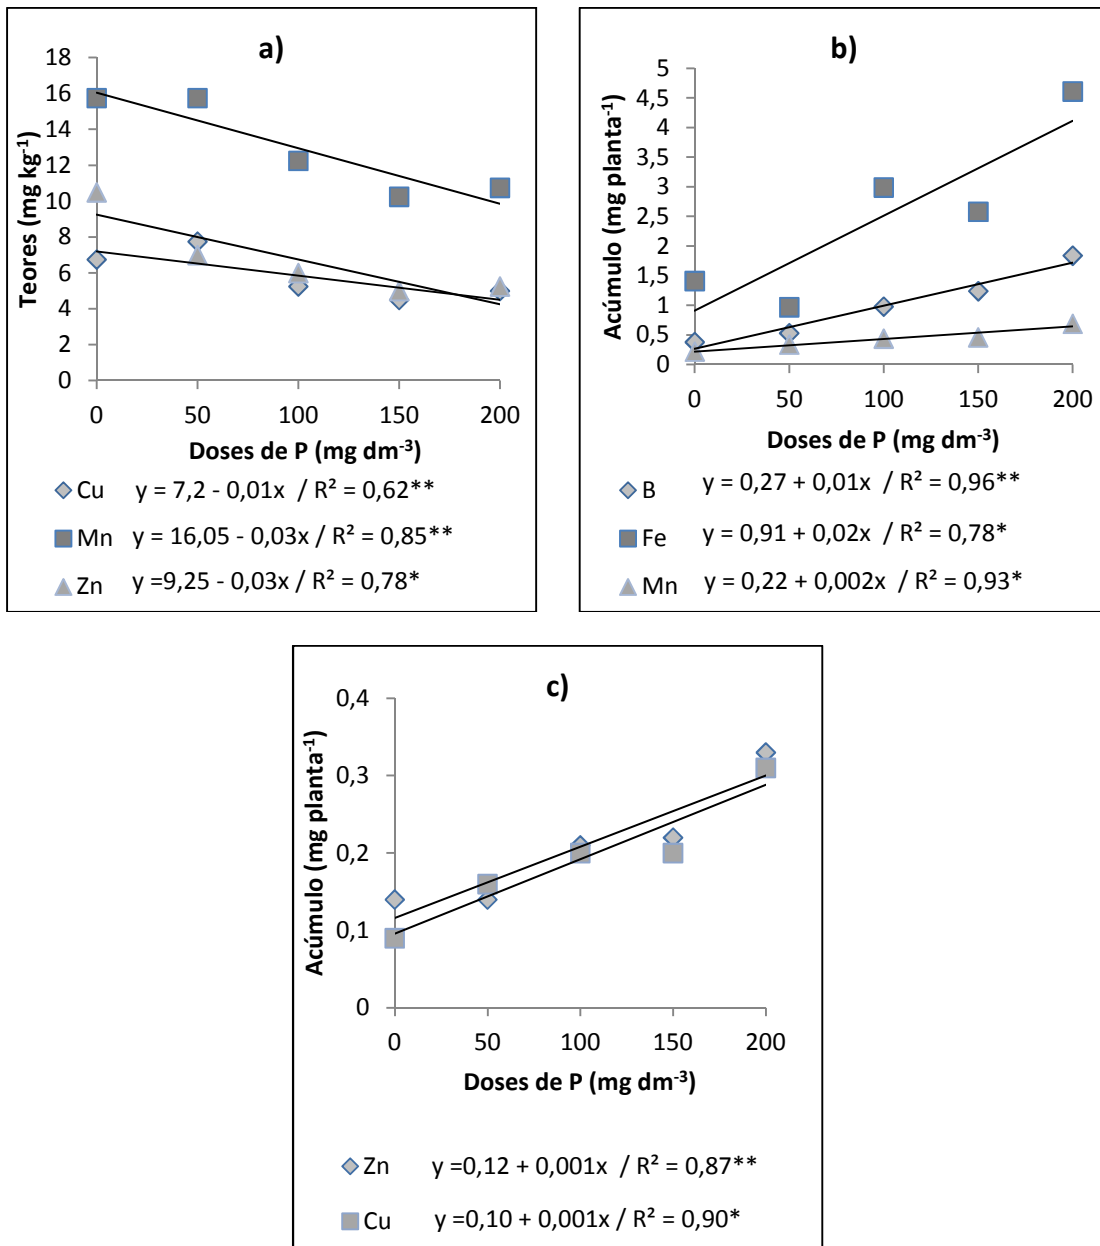 a)
Teores (mg kg⁻¹)
18
16
14
12
10
8
6
4
2
0
0 50 100 150 200
Doses de P (mg dm⁻³)
Cu y = 7,2 - 0,01x / R² = 0,62**
Mn y = 16,05 - 0,03x / R² = 0,85**
Zn y =9,25 - 0,03x / R² = 0,78*
b)
Acúmulo (mg planta⁻¹)
5
4,5
4
3,5
3
2,5
2
1,5
1
0,5
0
0 50 100 150 200
Doses de P (mg dm⁻³)
B y = 0,27 + 0,01x / R² = 0,96**
Fe y = 0,91 + 0,02x / R² = 0,78*
Mn y = 0,22 + 0,002x / R² = 0,93*
c)
Acúmulo (mg planta⁻¹)
0,4
0,3
0,2
0,1
0
0 50 100 150 200
Doses de P (mg dm⁻³)
Zn y =0,12 + 0,001x / R² = 0,87**
Cu y =0,10 + 0,001x / R² = 0,90*